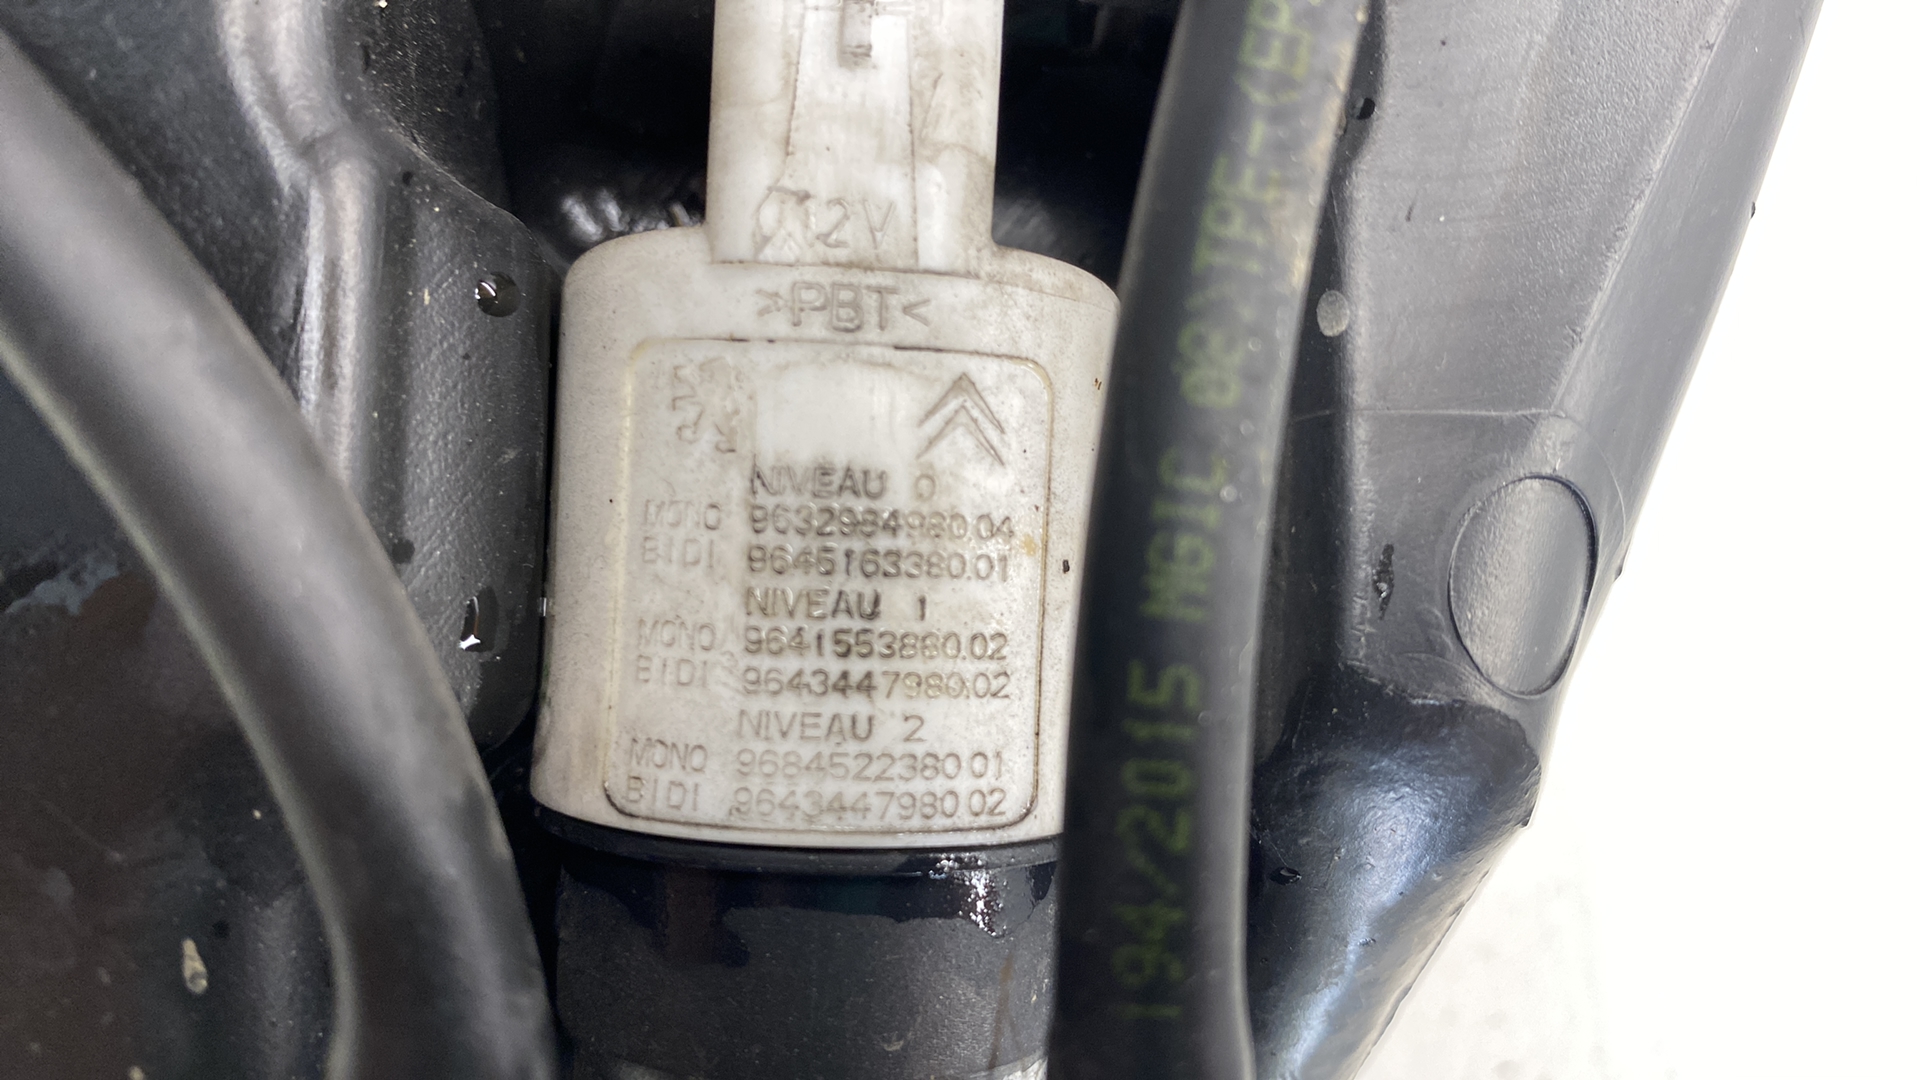 12V
>PBT<
NIVEAU 0
MONO 9632984980.04
BIDI 9645163380.01
NIVEAU 1
MONO 9641553880.02
BIDI 9643447980.02
NIVEAU 2
MONO 9684522380 01
BIDI 9643447980 02
194/2015 MGIC